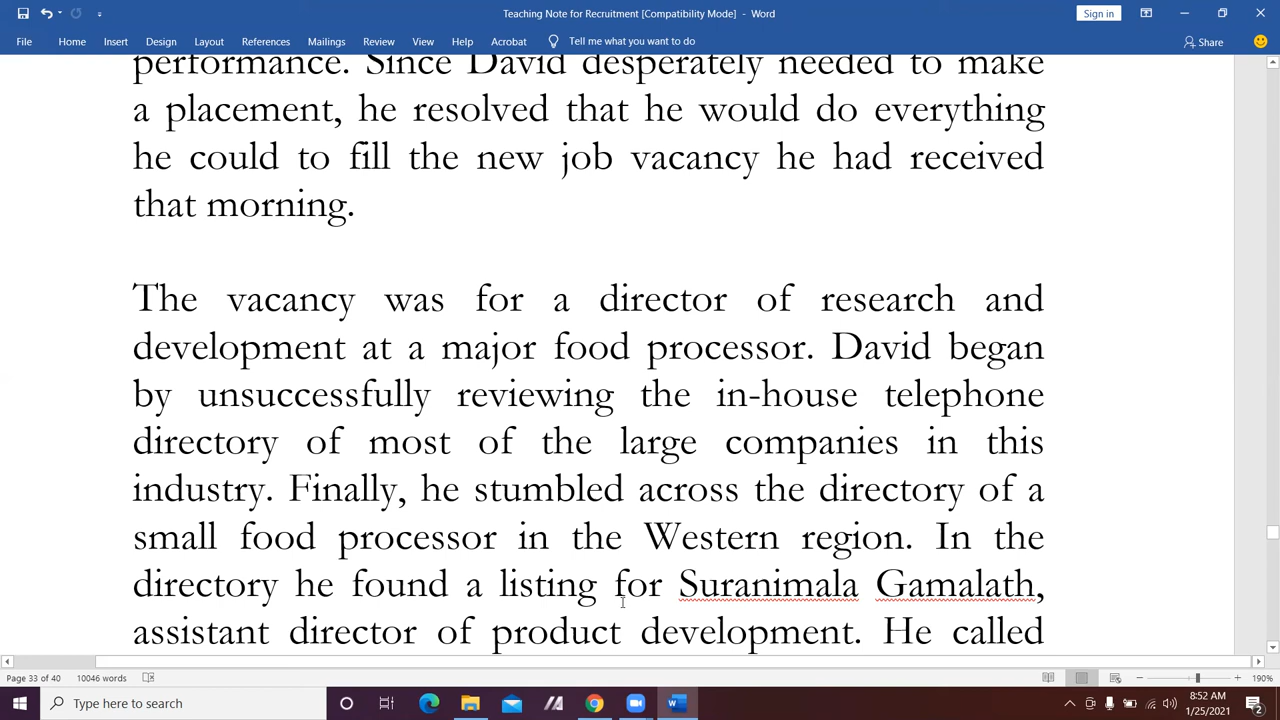 Teaching Note for Recruitment [Compatibility Mode] - Word
Sign in
File Home Insert Design Layout References Mailings Review View Help Acrobat Tell me what you want to do Share
performance. Since David desperately needed to make
a placement, he resolved that he would do everything
he could to fill the new job vacancy he had received
that morning.
The vacancy was for a director of research and
development at a major food processor. David began
by unsuccessfully reviewing the in-house telephone
directory of most of the large companies in this
industry. Finally, he stumbled across the directory of a
small food processor in the Western region. In the
directory he found a listing for Suranimala Gamalath,
assistant director of product development. He called
Page 33 of 40 10046 words 190%
Type here to search
8:52 AM
1/25/2021
2